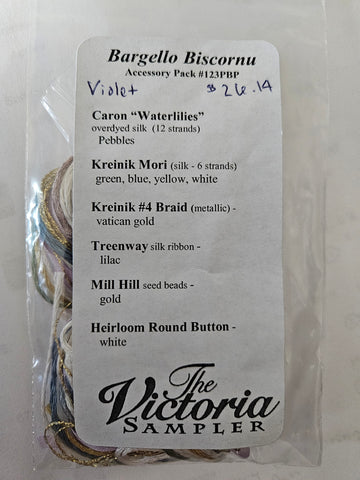 Bargello Biscornu
Accessory Pack #123PBP
Violet $26.14
Caron "Waterlilies"
overdyed silk (12 strands)
Pebbles
Kreinik Mori (silk - 6 strands)
green, blue, yellow, white
Kreinik #4 Braid (metallic) -
vatican gold
Treenway silk ribbon -
lilac
Mill Hill seed beads -
gold
Heirloom Round Button -
white
The
Victoria
SAMPLER